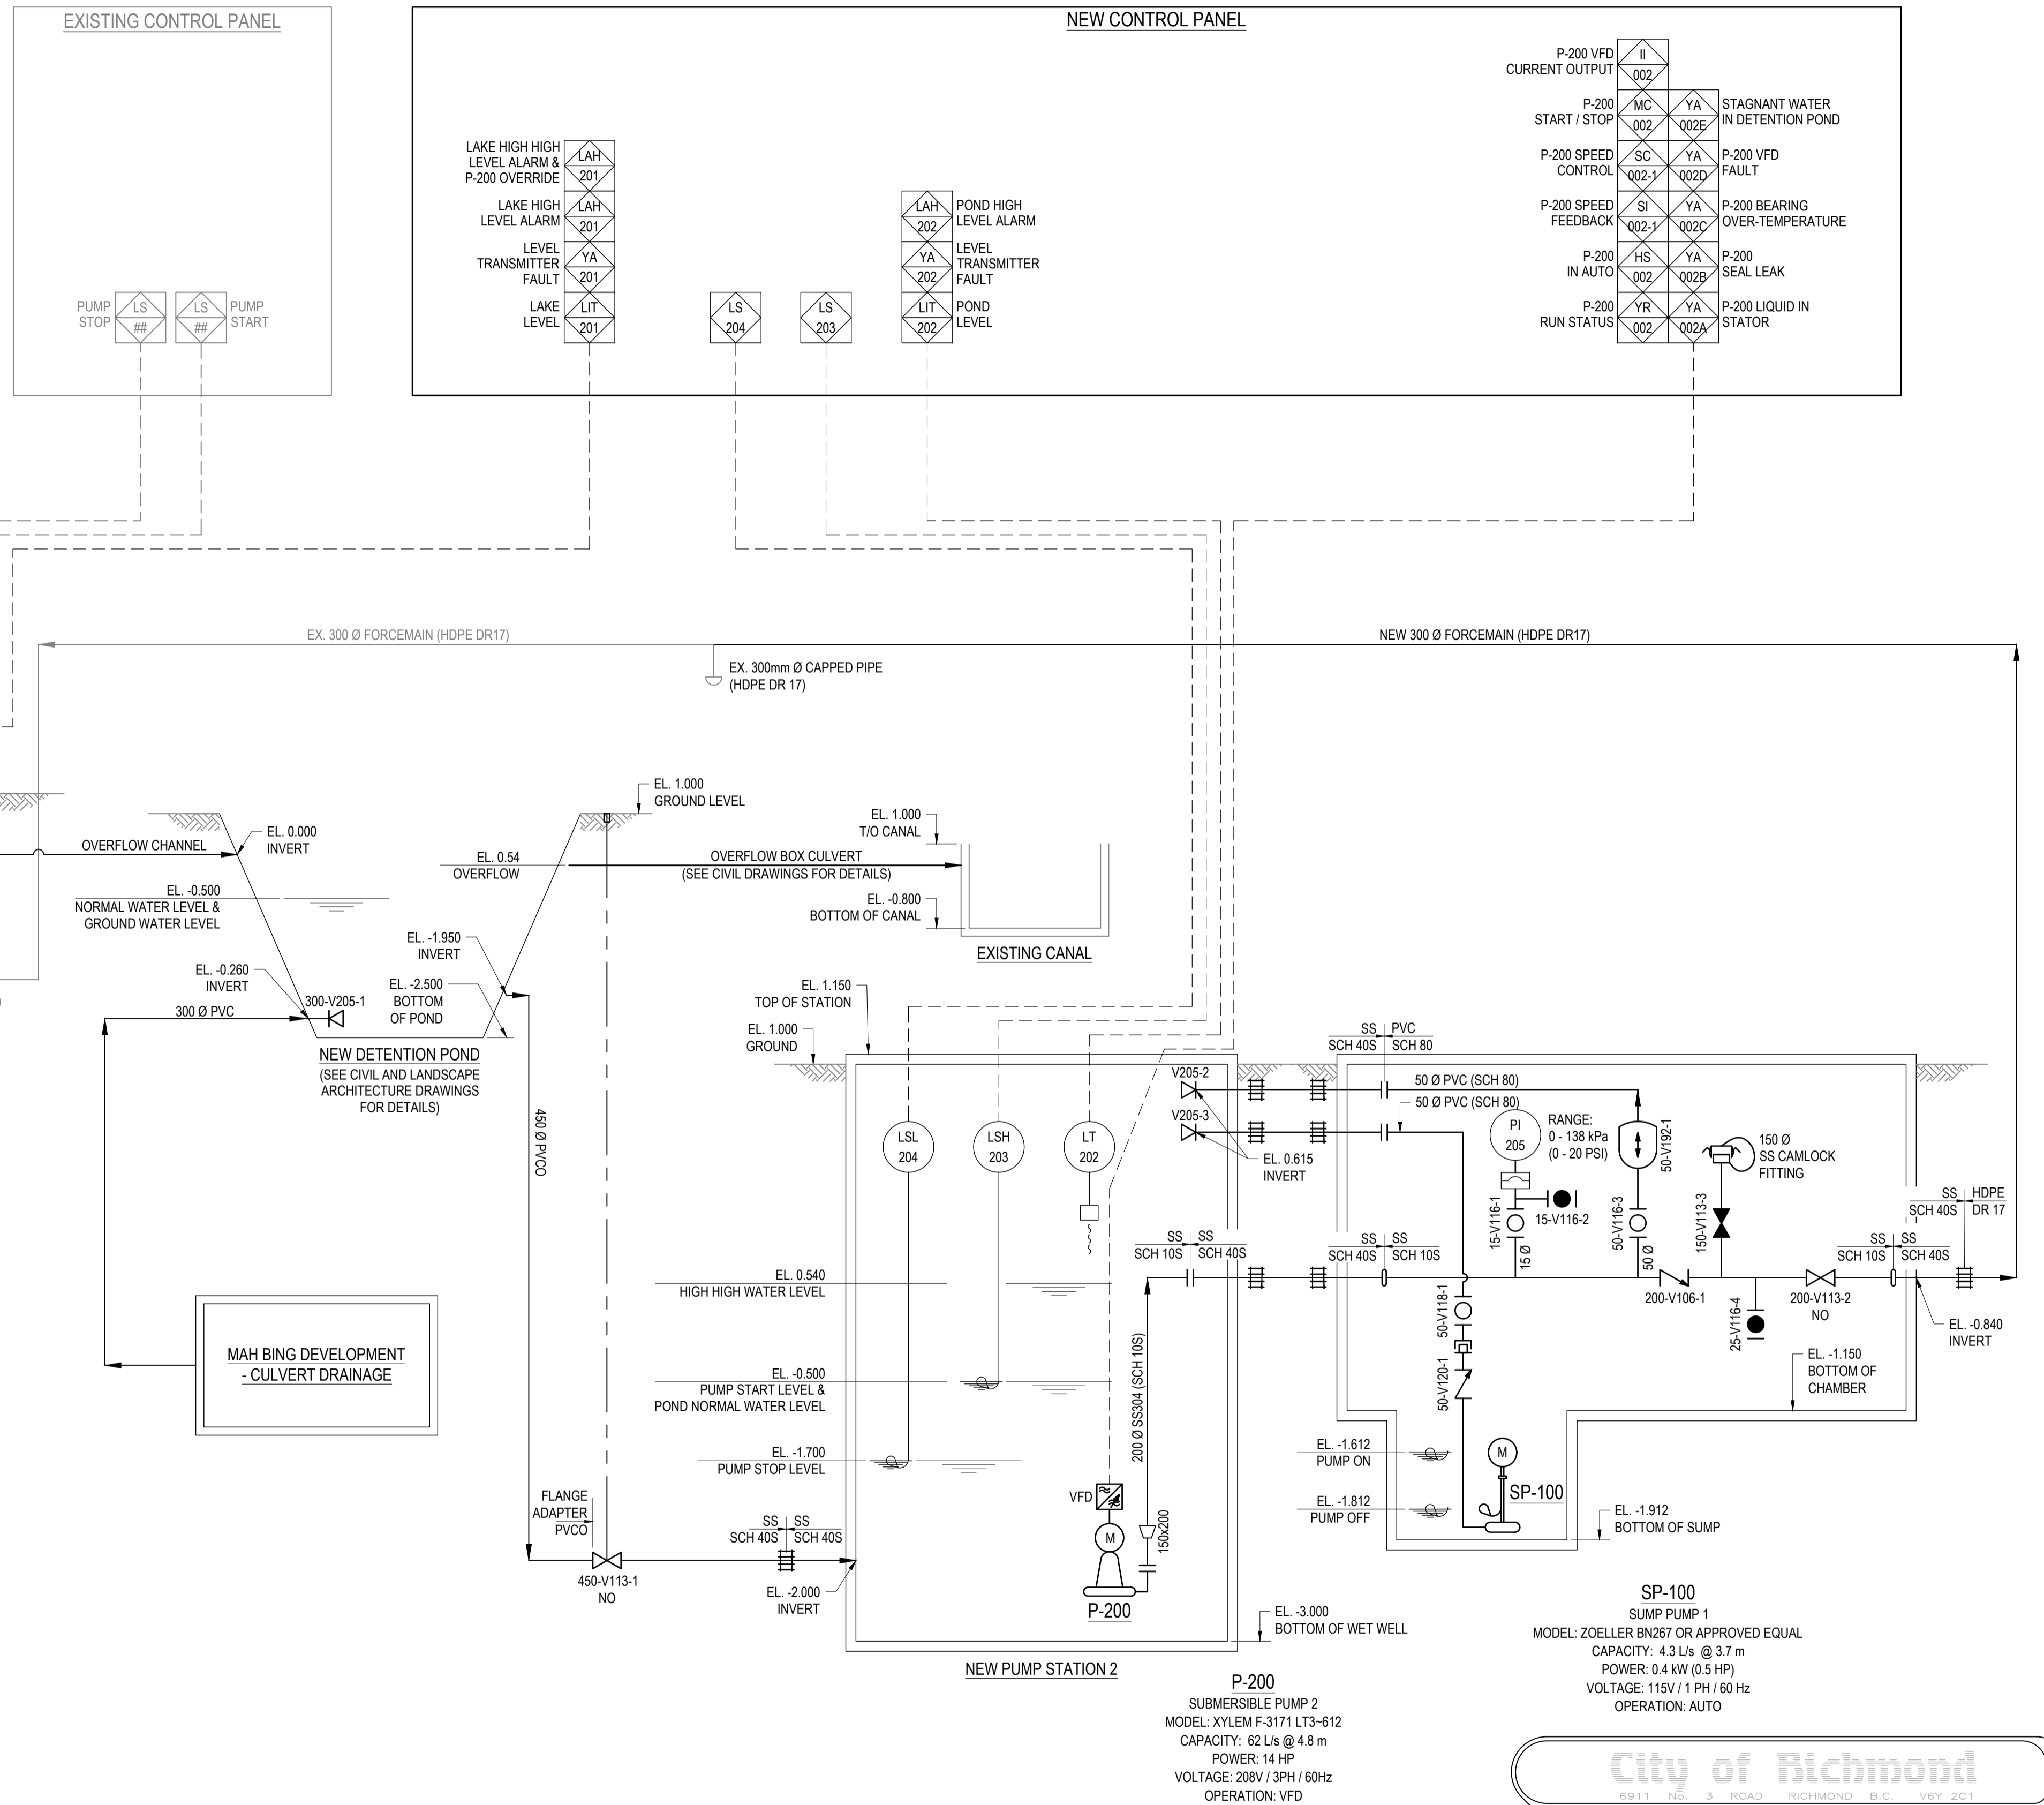 EXISTING CONTROL PANEL
PUMP
STOP
LS
##
LS
##
PUMP
START
NEW CONTROL PANEL
LAKE HIGH HIGH
LEVEL ALARM &
P-200 OVERRIDE
LAH
201
LAKE HIGH
LEVEL ALARM
LAH
201
LEVEL
TRANSMITTER
FAULT
YA
201
LAKE
LEVEL
LIT
201
LS
204
LS
203
LAH
202
POND HIGH
LEVEL ALARM
YA
202
LEVEL
TRANSMITTER
FAULT
LIT
202
POND
LEVEL
P-200 VFD
CURRENT OUTPUT
II
002
P-200
START / STOP
MC
002
YA
002E
STAGNANT WATER
IN DETENTION POND
P-200 SPEED
CONTROL
SC
002-1
YA
002D
P-200 VFD
FAULT
P-200 SPEED
FEEDBACK
SI
002-1
YA
002C
P-200 BEARING
OVER-TEMPERATURE
P-200
IN AUTO
HS
002
YA
002B
P-200
SEAL LEAK
P-200
RUN STATUS
YR
002
YA
002A
P-200 LIQUID IN
STATOR
EX. 300 Ø FORCEMAIN (HDPE DR17)
NEW 300 Ø FORCEMAIN (HDPE DR17)
EX. 300mm Ø CAPPED PIPE
(HDPE DR 17)
EL. 1.000
GROUND LEVEL
OVERFLOW CHANNEL
EL. 0.000
INVERT
EL. 0.54
OVERFLOW
OVERFLOW BOX CULVERT
(SEE CIVIL DRAWINGS FOR DETAILS)
EL. 1.000
T/O CANAL
EL. -0.800
BOTTOM OF CANAL
EXISTING CANAL
EL. -0.500
NORMAL WATER LEVEL &
GROUND WATER LEVEL
EL. -1.950
INVERT
EL. -0.260
INVERT
300 Ø PVC
300-V205-1
EL. -2.500
BOTTOM
OF POND
NEW DETENTION POND
(SEE CIVIL AND LANDSCAPE
ARCHITECTURE DRAWINGS
FOR DETAILS)
450 Ø PVCO
MAH BING DEVELOPMENT
- CULVERT DRAINAGE
FLANGE
ADAPTER
PVCO
450-V113-1
NO
SS
SCH 40S
SS
SCH 40S
EL. -2.000
INVERT
EL. 1.150
TOP OF STATION
EL. 1.000
GROUND
LSL
204
LSH
203
LT
202
EL. 0.540
HIGH HIGH WATER LEVEL
EL. -0.500
PUMP START LEVEL &
POND NORMAL WATER LEVEL
EL. -1.700
PUMP STOP LEVEL
VFD
M
P-200
150x200
200 Ø SS304 (SCH 10S)
SS
SCH 10S
SS
SCH 40S
V205-2
V205-3
EL. 0.615
INVERT
EL. -3.000
BOTTOM OF WET WELL
NEW PUMP STATION 2
SS
SCH 40S
PVC
SCH 80
50 Ø PVC (SCH 80)
50 Ø PVC (SCH 80)
PI
205
RANGE:
0 - 138 kPa
(0 - 20 PSI)
15-V116-1
15-V116-2
15 Ø
50-V192-1
50-V116-3
50 Ø
150 Ø
SS CAMLOCK
FITTING
150-V113-3
SS
SCH 40S
HDPE
DR 17
SS
SCH 40S
SS
SCH 10S
SS
SCH 10S
SS
SCH 40S
200-V106-1
25-V116-4
200-V113-2
NO
EL. -0.840
INVERT
50-V118-1
50-V120-1
EL. -1.150
BOTTOM OF
CHAMBER
EL. -1.612
PUMP ON
EL. -1.812
PUMP OFF
M
SP-100
EL. -1.912
BOTTOM OF SUMP
P-200
SUBMERSIBLE PUMP 2
MODEL: XYLEM F-3171 LT3~612
CAPACITY: 62 L/s @ 4.8 m
POWER: 14 HP
VOLTAGE: 208V / 3PH / 60Hz
OPERATION: VFD
SP-100
SUMP PUMP 1
MODEL: ZOELLER BN267 OR APPROVED EQUAL
CAPACITY: 4.3 L/s @ 3.7 m
POWER: 0.4 kW (0.5 HP)
VOLTAGE: 115V / 1 PH / 60 Hz
OPERATION: AUTO
City of Richmond
6911 No. 3 ROAD RICHMOND B.C. V6Y 2C1